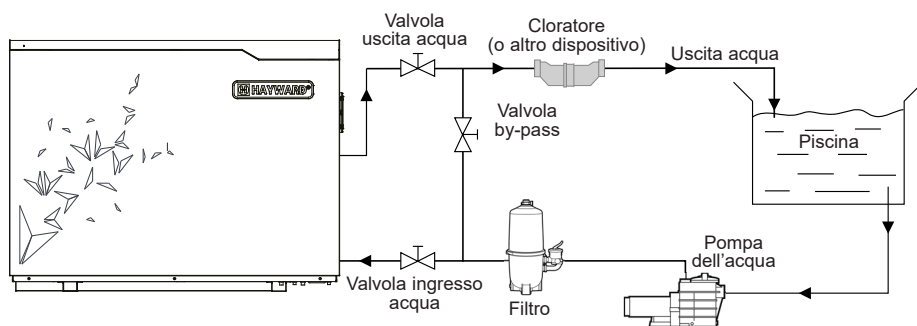 Valvola
uscita acqua
Cloratore
(o altro dispositivo)
Uscita acqua
HAYWARD®
Valvola
by-pass
Piscina
Pompa
dell'acqua
Valvola ingresso
acqua
Filtro